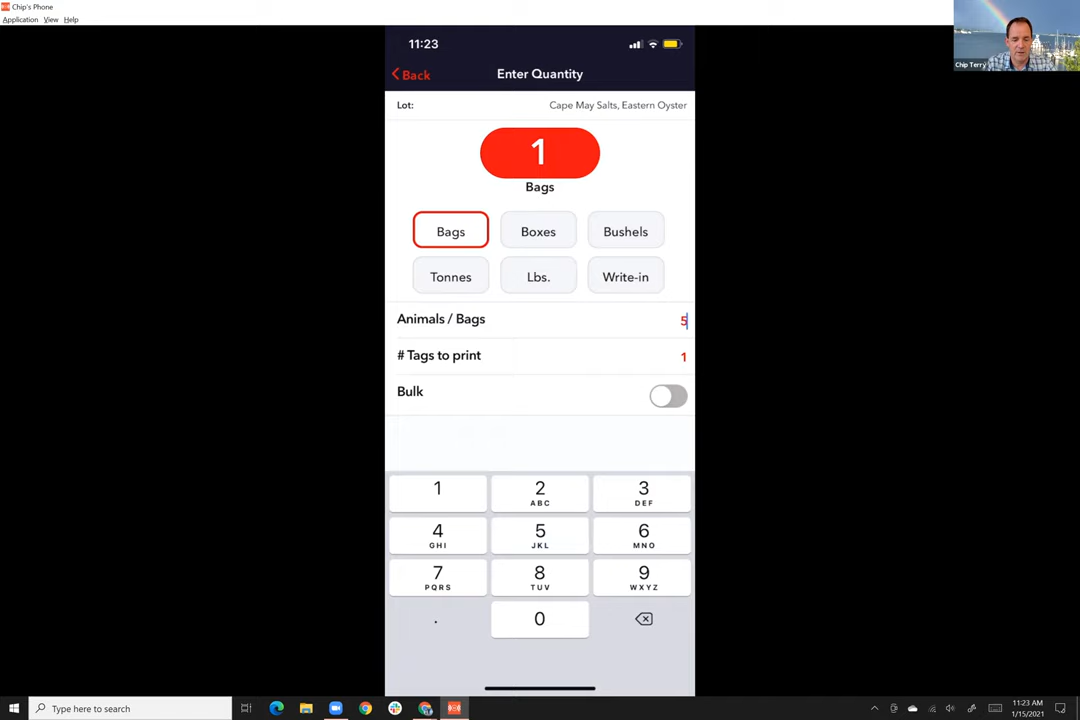 Chip's Phone
Application View Help
Chip Terry
11:23
Back
Enter Quantity
Lot: Cape May Salts, Eastern Oyster
1
Bags
Bags Boxes Bushels
Tonnes Lbs. Write-in
Animals / Bags 5
# Tags to print 1
Bulk
1 2 3
ABC DEF
4 5 6
GHI JKL MNO
7 8 9
PQRS TUV WXYZ
. 0
Type here to search
11:23 AM
1/15/2021